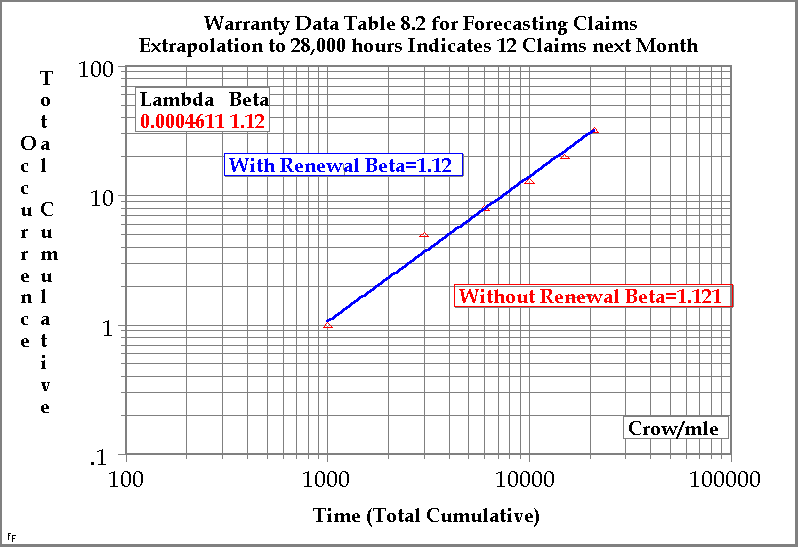 Warranty Data Table 8.2 for Forecasting Claims
Extrapolation to 28,000 hours Indicates 12 Claims next Month
Total Cumulative
Occurrence
100
10
1
.1
Lambda Beta
0.0004611 1.12
With Renewal Beta=1.12
Without Renewal Beta=1.121
Crow/mle
100
1000
10000
100000
Time (Total Cumulative)